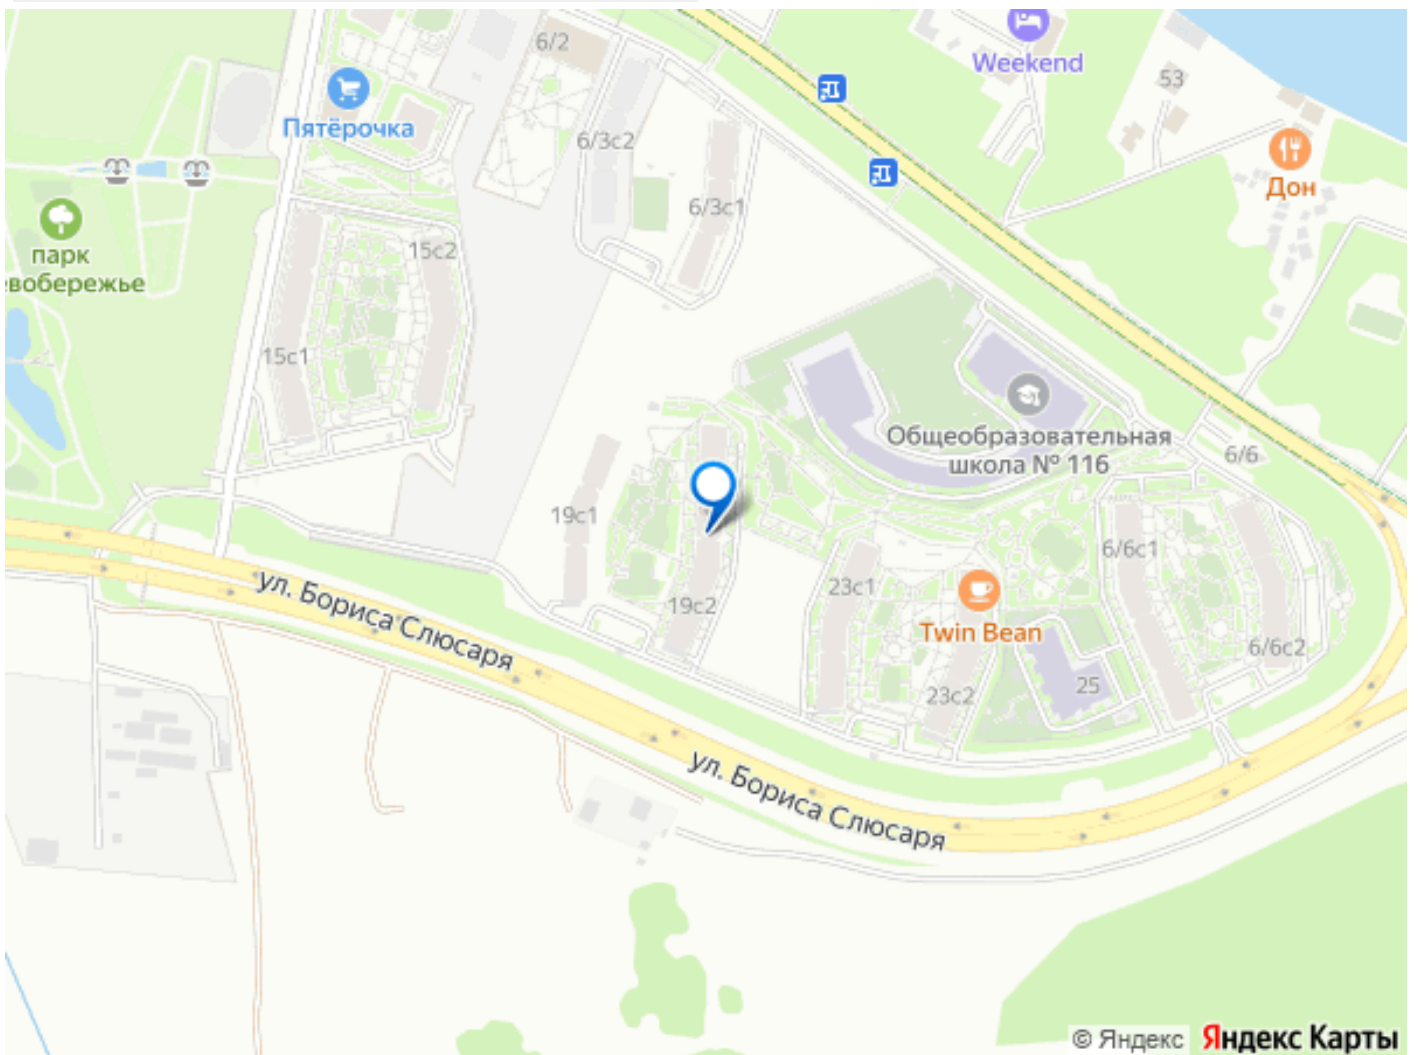 6/2
Weekend
53
Пятёрочка
6/3с2
Дон
6/3с1
парк
евобережье
15с2
15с1
Общеобразовательная
школа № 116
6/6
19с1
6/6с1
23с1
ул. Бориса Слюсаря
19с2
Twin Bean
6/6с2
25
23с2
ул. Бориса Слюсаря
© Яндекс Яндекс Карты